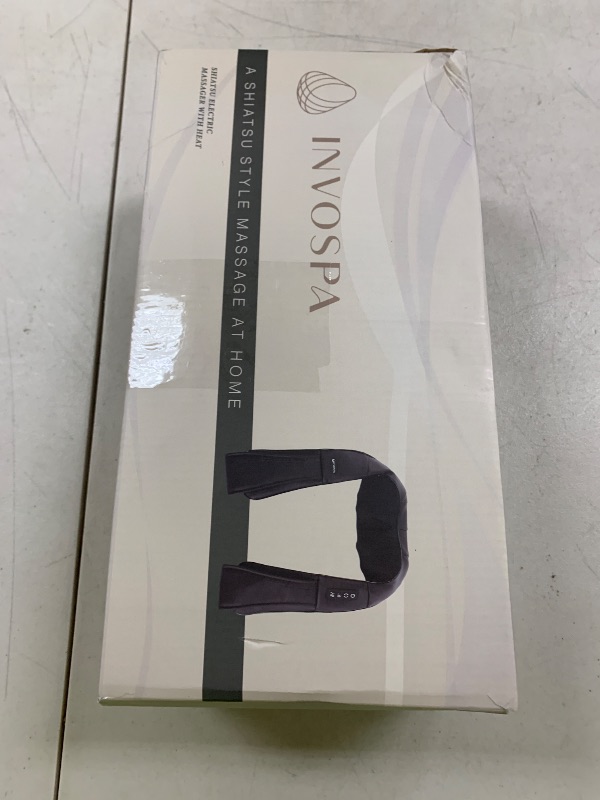 INVOSPA
A SHIATSU STYLE MASSAGE AT HOME
SHIATSU ELECTRIC
MASSAGER WITH HEAT